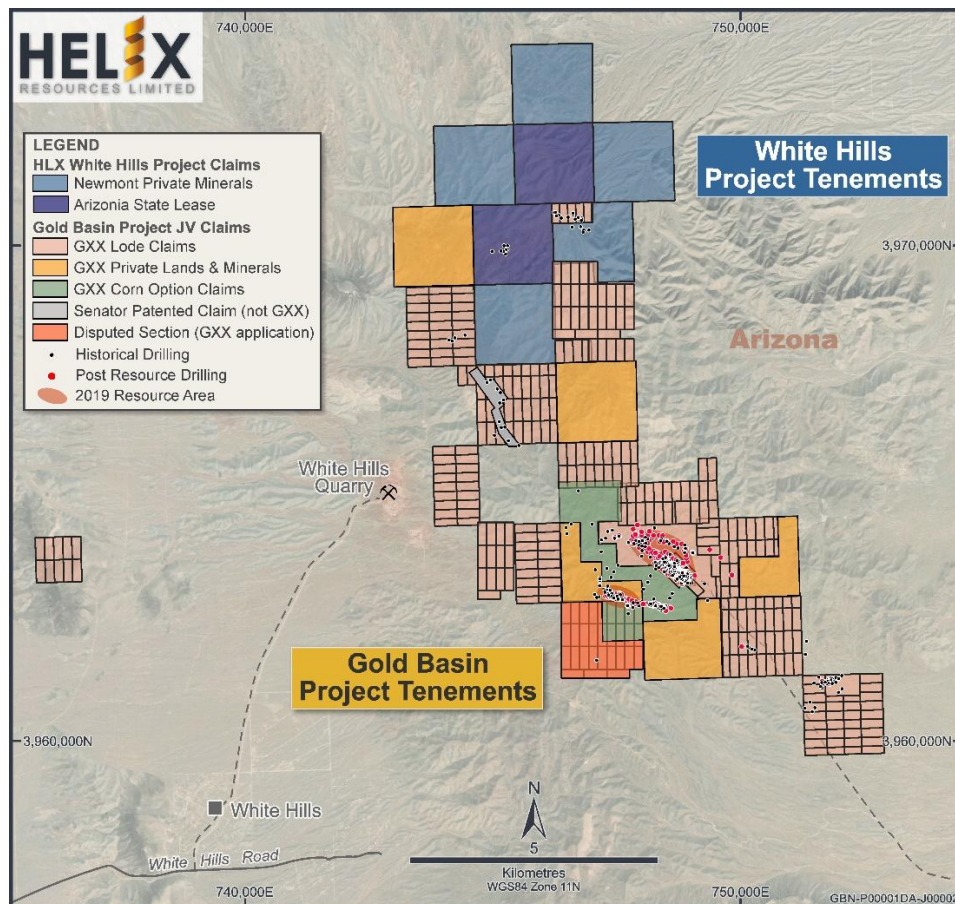 740,000E
750,000E
HELIX
RESOURCES LIMITED
LEGEND
HLX White Hills Project Claims
Newmont Private Minerals
Arizonia State Lease
Gold Basin Project JV Claims
GXX Lode Claims
GXX Private Lands & Minerals
GXX Corn Option Claims
Senator Patented Claim (not GXX)
Disputed Section (GXX application)
Historical Drilling
Post Resource Drilling
2019 Resource Area
White Hills
Project Tenements
3,970,000N
Arizona
White Hills
Quarry
Gold Basin
Project Tenements
3,960,000N
3,960,000N
White Hills
White Hills Road
N
5
Kilometres
WGS84 Zone 11N
740,000E
750,000E
GBN-P00001DA-J00002